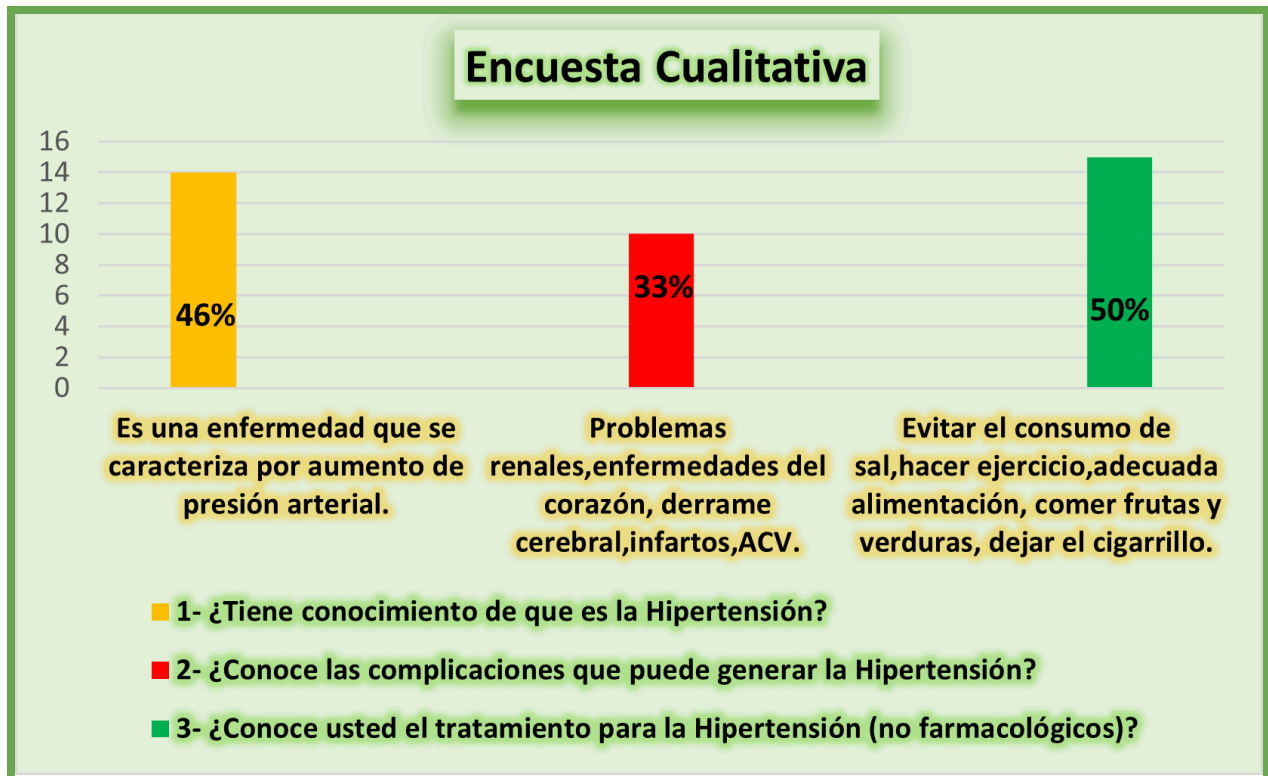 Encuesta Cualitativa
16
14
12
10
8
6
4
2
0
46%
33%
50%
Es una enfermedad que se
caracteriza por aumento de
presión arterial.
Problemas
renales,enfermedades del
corazón, derrame
cerebral,infartos,ACV.
Evitar el consumo de
sal,hacer ejercicio,adecuada
alimentación, comer frutas y
verduras, dejar el cigarrillo.
1- ¿Tiene conocimiento de que es la Hipertensión?
2- ¿Conoce las complicaciones que puede generar la Hipertensión?
3- ¿Conoce usted el tratamiento para la Hipertensión (no farmacológicos)?